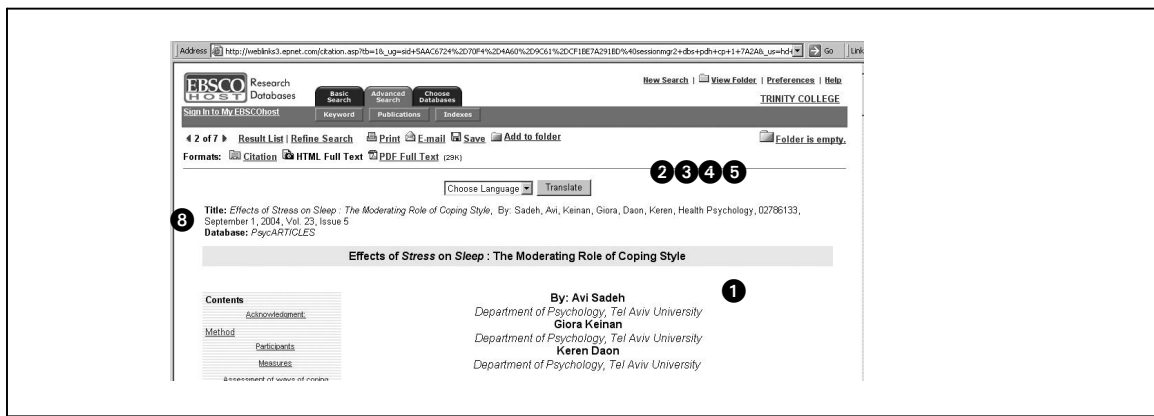 Address http://weblinks3.epnet.com/citation.asp?tb=1&_ug=sid+5AAC6724%2D70F4%2D4A60%2D9C61%2DCF1BE7A291BD%40sessionmgr2+dbs+pdh+cp+1+7A2A&_us=hd+ Go Link
EBSCO HOST Research Databases
Basic Search Advanced Search Choose Databases
New Search | View Folder | Preferences | Help
TRINITY COLLEGE
Sign In to My EBSCOhost Keyword Publications Indexes
2 of 7 Result List | Refine Search Print E-mail Save Add to folder Folder is empty.
Formats: Citation HTML Full Text PDF Full Text (29K)
2 3 4 5
Choose Language Translate
8 Title: Effects of Stress on Sleep : The Moderating Role of Coping Style, By: Sadeh, Avi, Keinan, Giora, Daon, Keren, Health Psychology, 02786133,
September 1, 2004, Vol. 23, Issue 5
Database: PsycARTICLES
Effects of Stress on Sleep : The Moderating Role of Coping Style
1
Contents
Acknowledgment:
Method
Participants
Measures
Assessment of ways of coping
By: Avi Sadeh
Department of Psychology, Tel Aviv University
Giora Keinan
Department of Psychology, Tel Aviv University
Keren Daon
Department of Psychology, Tel Aviv University